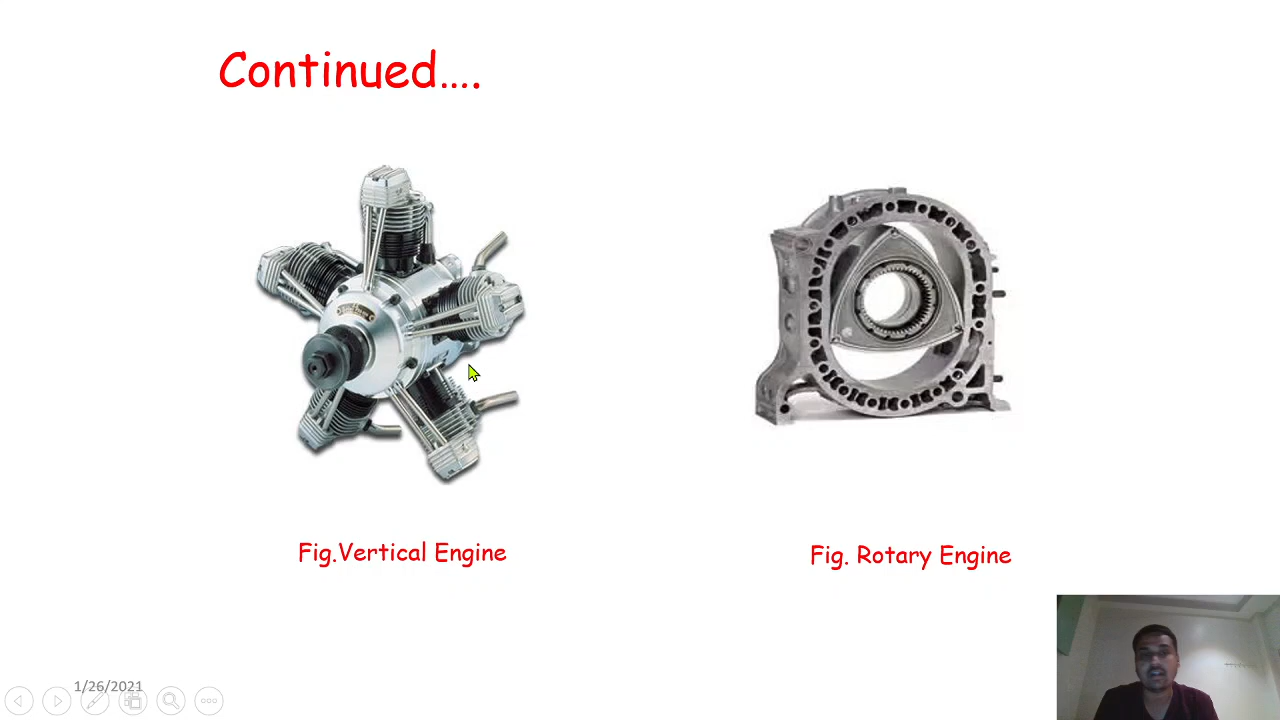 Continued....
Fig.Vertical Engine
Fig. Rotary Engine
1/26/2021